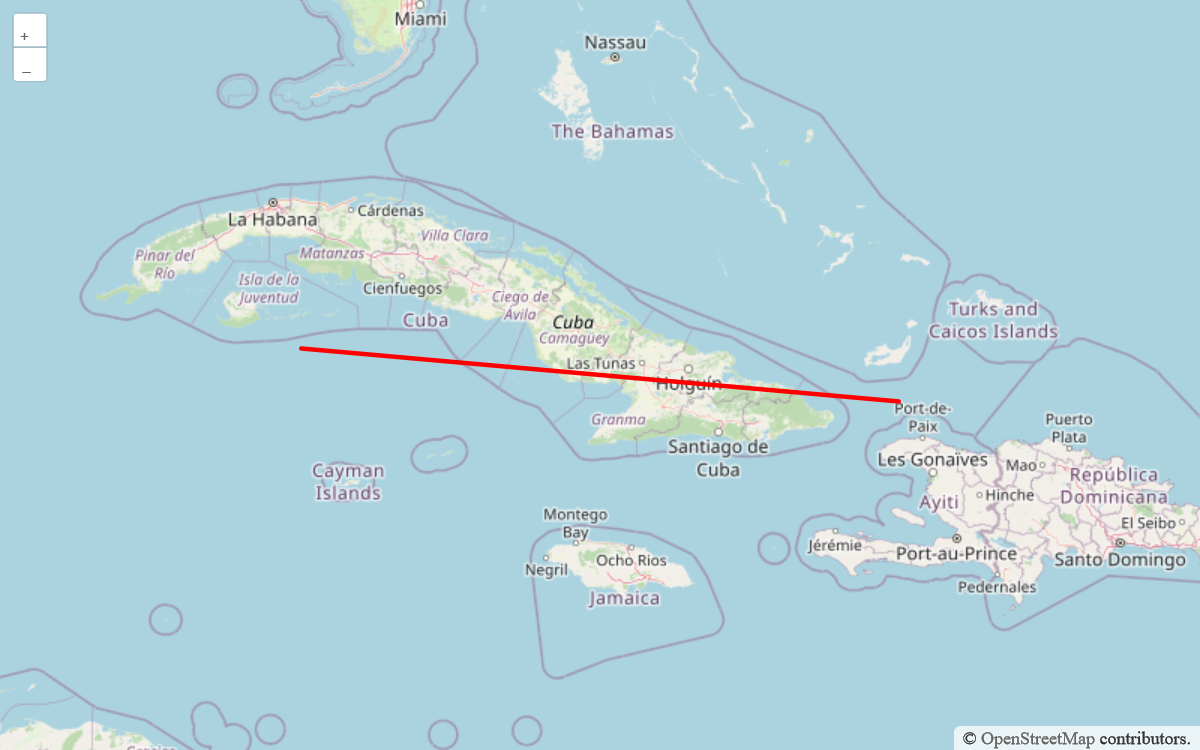 Miami
+
Nassau
–
The Bahamas
La Habana
Cárdenas
Villa Clara
Pinar del
Río
Matanzas
Isla de la
Juventud
Cienfuegos
Ciego de
Ávila
Cuba
Cuba
Camagüey
Turks and
Caicos Islands
Las Tunas
Holguín
Granma
Santiago de
Cuba
Port-de-
Paix
Puerto
Plata
Les Gonaïves
Mao
República
Dominicana
Cayman
Islands
Ayiti
Hinche
Montego
Bay
El Seibo
Jérémie
Port-au-Prince
Santo Domingo
Negril
Ocho Rios
Pedernales
Jamaica
© OpenStreetMap contributors.